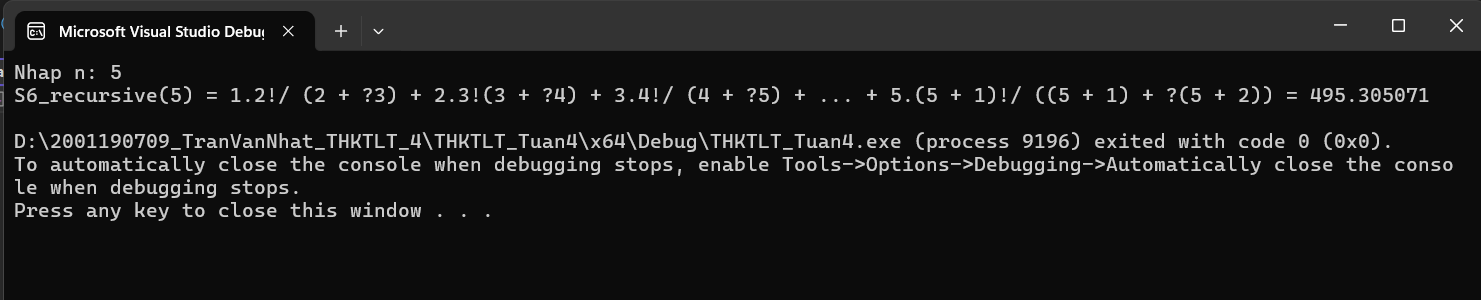 Microsoft Visual Studio Debug
Nhap n: 5
S6_recursive(5) = 1.2!/ (2 + ?3) + 2.3!(3 + ?4) + 3.4!/ (4 + ?5) + ... + 5.(5 + 1)!/ ((5 + 1) + ?(5 + 2)) = 495.305071
D:\2001190709_TranVanNhat_THKTLT_4\THKTLT_Tuan4\x64\Debug\THKTLT_Tuan4.exe (process 9196) exited with code 0 (0x0).
To automatically close the console when debugging stops, enable Tools->Options->Debugging->Automatically close the conso
le when debugging stops.
Press any key to close this window . . .